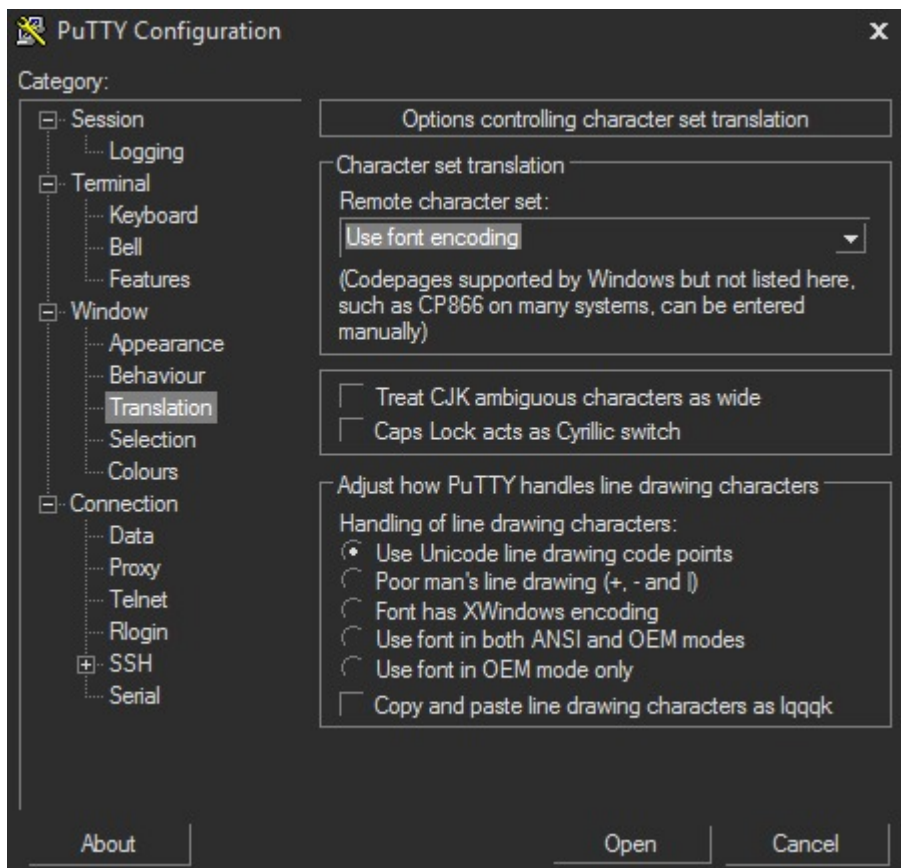 PuTTY Configuration
Category:
Session
Logging
Terminal
Keyboard
Bell
Features
Window
Appearance
Behaviour
Translation
Selection
Colours
Connection
Data
Proxy
Telnet
Rlogin
SSH
Serial
Options controlling character set translation
Character set translation
Remote character set:
Use font encoding
(Codepages supported by Windows but not listed here,
such as CP866 on many systems, can be entered
manually)
Treat CJK ambiguous characters as wide
Caps Lock acts as Cyrillic switch
Adjust how PuTTY handles line drawing characters
Handling of line drawing characters:
Use Unicode line drawing code points
Poor man's line drawing (+, - and |)
Font has XWindows encoding
Use font in both ANSI and OEM modes
Use font in OEM mode only
Copy and paste line drawing characters as lqqqk
About
Open
Cancel